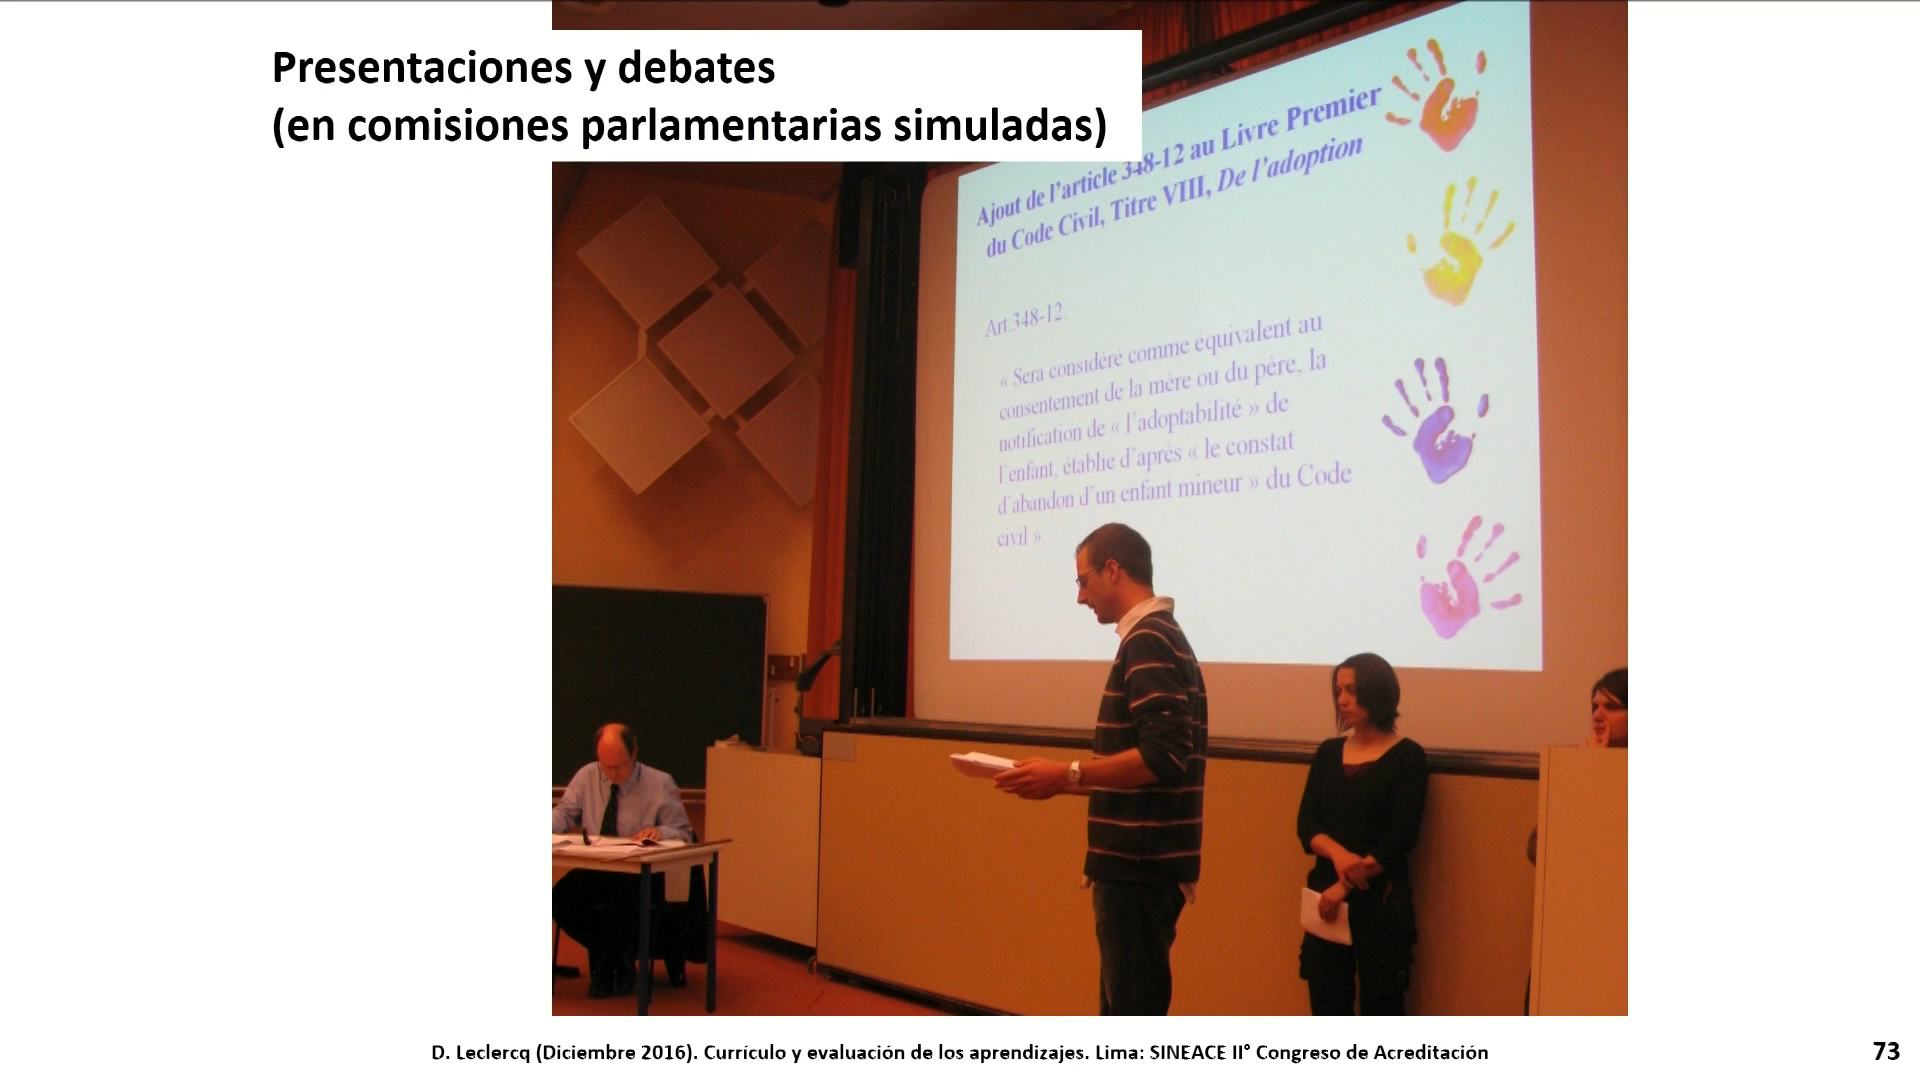 Presentaciones y debates
(en comisiones parlamentarias simuladas)
Ajout de l'article 348-12 au Livre Premier
du Code Civil, Titre VIII, De l'adoption
Art.348-12.
« Sera considéré comme équivalent au
consentement de la mère ou du père, la
notification de « l'adoptabilité » de
l'enfant, établie d'après « le constat
d'abandon d'un enfant mineur » du Code
civil ».
D. Leclercq (Diciembre 2016). Currículo y evaluación de los aprendizajes. Lima: SINEACE II° Congreso de Acreditación
73